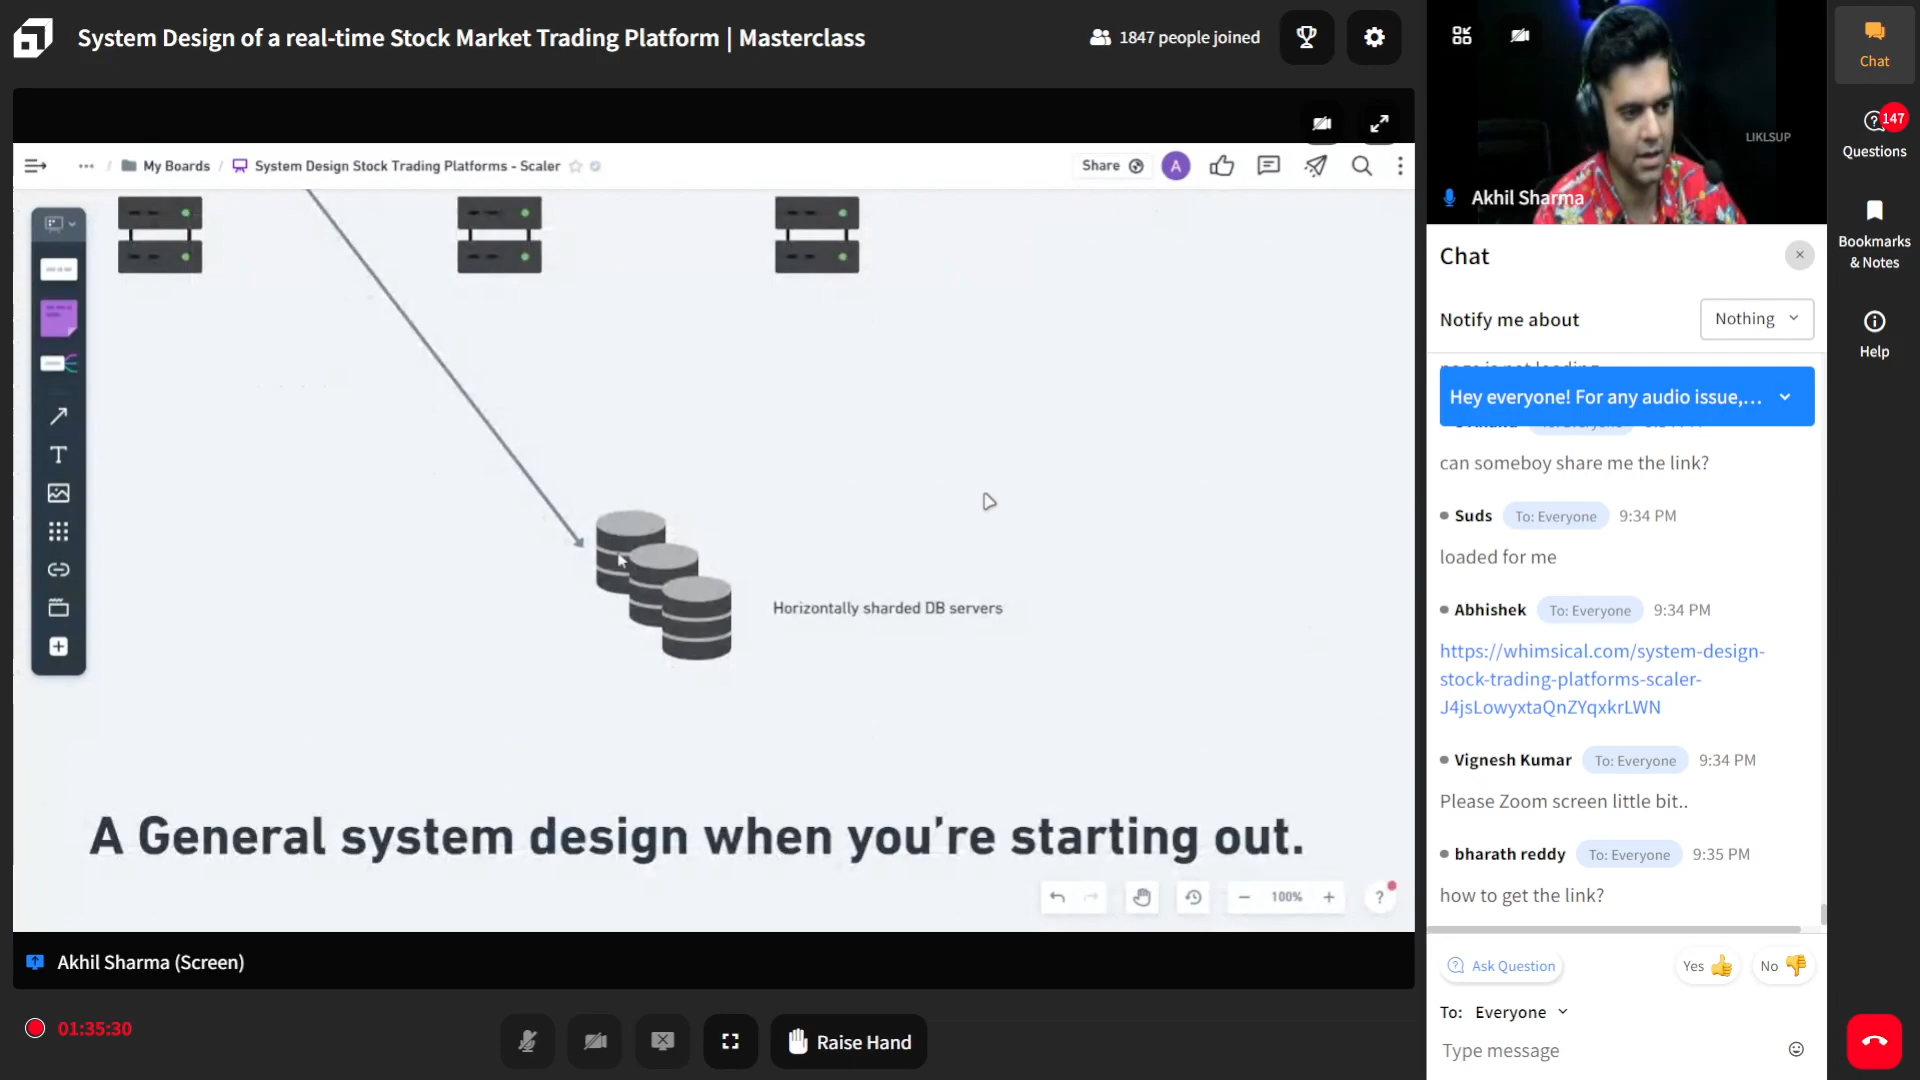 System Design of a real-time Stock Market Trading Platform | Masterclass
1847 people joined
My Boards / System Design Stock Trading Platforms - Scaler
Share
A
T
Horizontally sharded DB servers
A General system design when you're starting out.
100%
?
Akhil Sharma (Screen)
01:35:30
Raise Hand
LIKLSUP
Akhil Sharma
Chat
Notify me about
Nothing
Hey everyone! For any audio issue,...
can someboy share me the link?
Suds To: Everyone 9:34 PM
loaded for me
Abhishek To: Everyone 9:34 PM
https://whimsical.com/system-design-
stock-trading-platforms-scaler-
J4jsLowyxtaQnZYqxkrLWN
Vignesh Kumar To: Everyone 9:34 PM
Please Zoom screen little bit..
bharath reddy To: Everyone 9:35 PM
how to get the link?
Ask Question
Yes
No
To: Everyone
Type message
Chat
147
Questions
Bookmarks
& Notes
Help